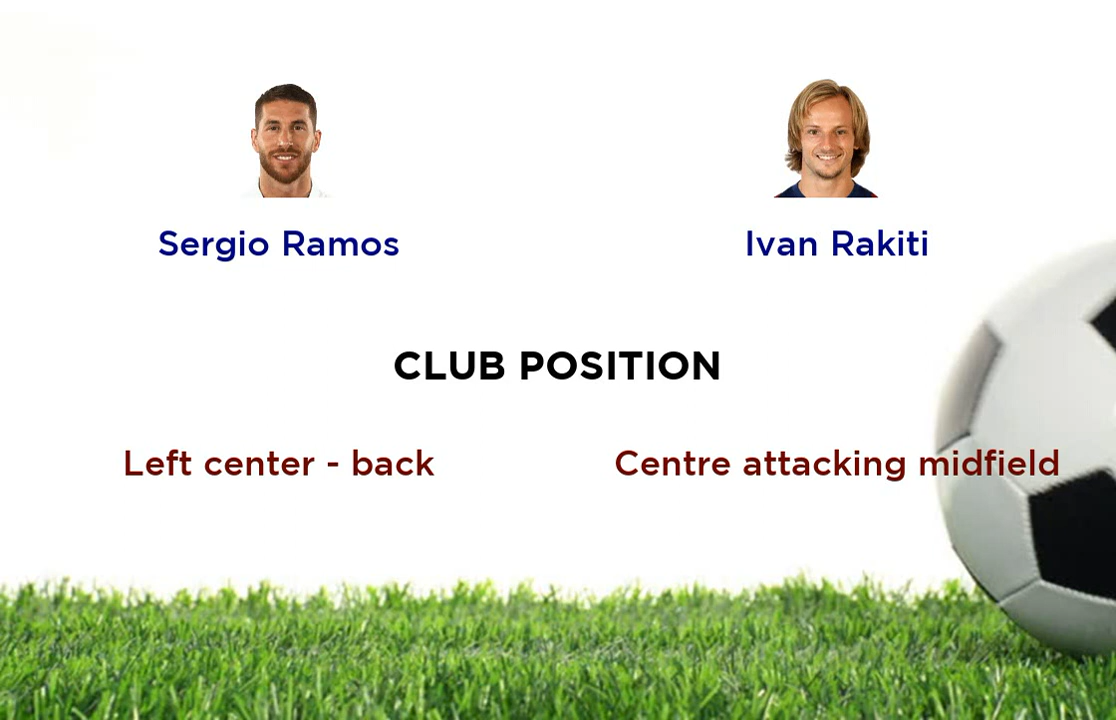 Sergio Ramos
Ivan Rakiti
CLUB POSITION
Left center - back
Centre attacking midfield